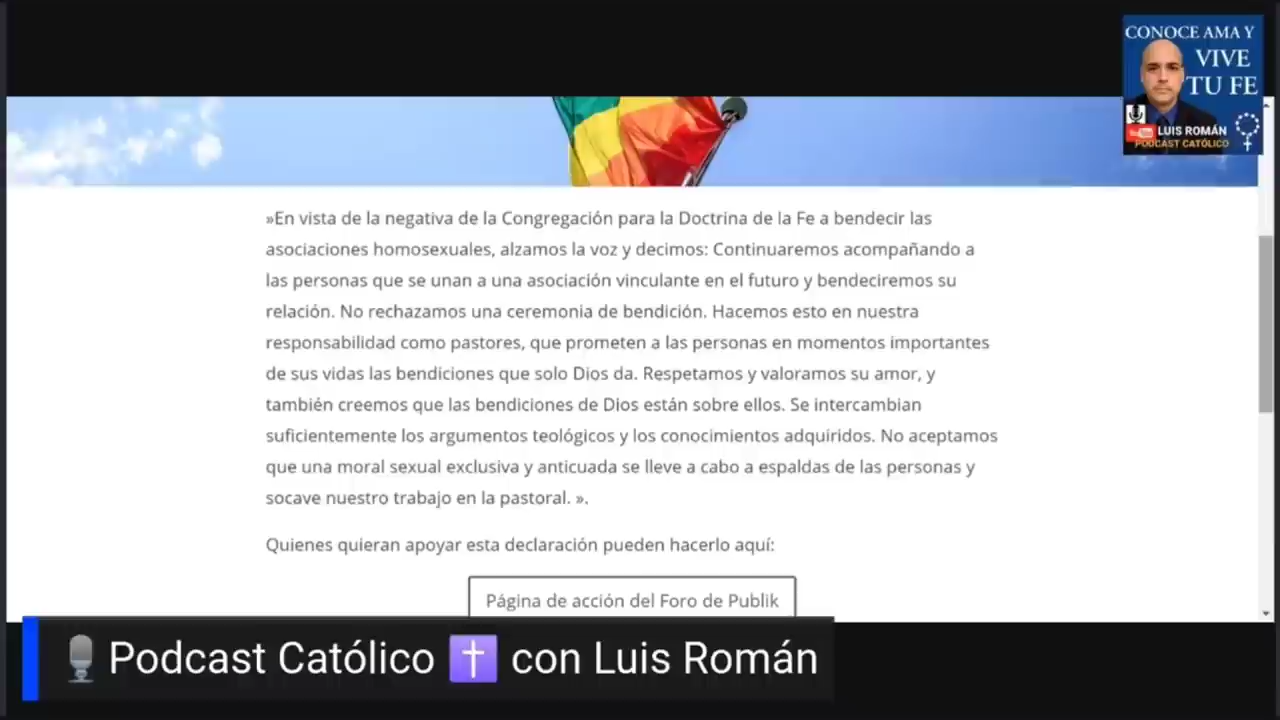 CONOCE AMA Y
VIVE
TU FE
LUIS ROMÁN
PODCAST CATÓLICO
»En vista de la negativa de la Congregación para la Doctrina de la Fe a bendecir las
asociaciones homosexuales, alzamos la voz y decimos: Continuaremos acompañando a
las personas que se unan a una asociación vinculante en el futuro y bendeciremos su
relación. No rechazamos una ceremonia de bendición. Hacemos esto en nuestra
responsabilidad como pastores, que prometen a las personas en momentos importantes
de sus vidas las bendiciones que solo Dios da. Respetamos y valoramos su amor, y
también creemos que las bendiciones de Dios están sobre ellos. Se intercambian
suficientemente los argumentos teológicos y los conocimientos adquiridos. No aceptamos
que una moral sexual exclusiva y anticuada se lleve a cabo a espaldas de las personas y
socave nuestro trabajo en la pastoral. ».
Quienes quieran apoyar esta declaración pueden hacerlo aquí:
Página de acción del Foro de Publik
Podcast Católico con Luis Román